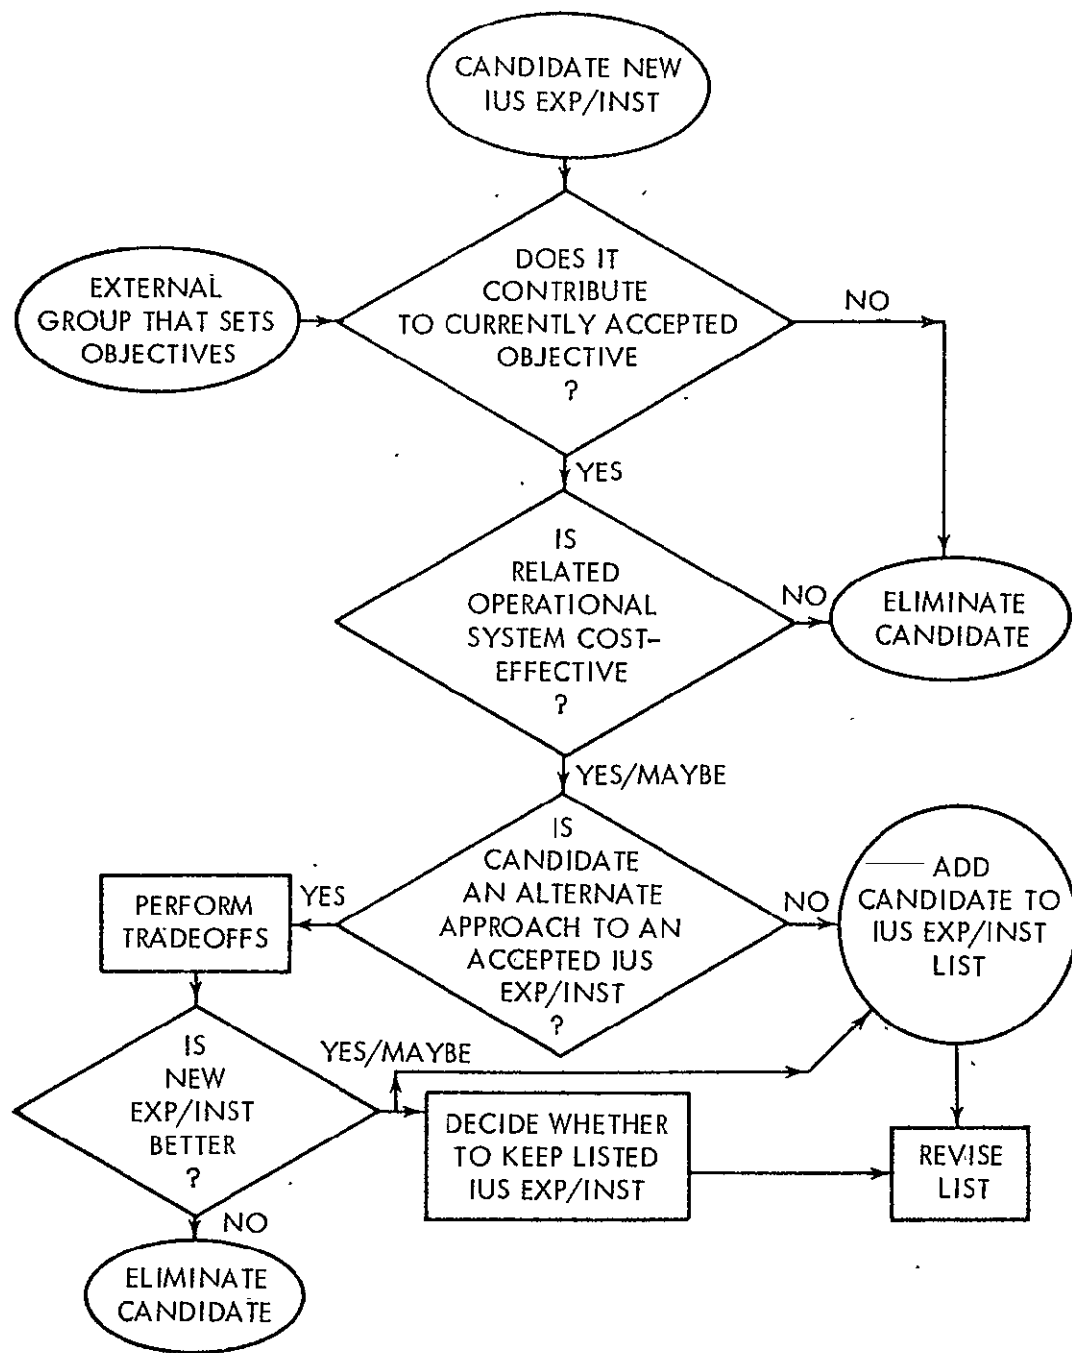 CANDIDATE NEW
IUS EXP/INST
DOES IT
CONTRIBUTE
TO CURRENTLY ACCEPTED
OBJECTIVE
?
EXTERNAL
GROUP THAT SETS
OBJECTIVES
NO
YES
IS
RELATED
OPERATIONAL
SYSTEM COST-
EFFECTIVE
?
NO
ELIMINATE
CANDIDATE
YES/MAYBE
IS
CANDIDATE
AN ALTERNATE
APPROACH TO AN
ACCEPTED IUS
EXP/INST
?
YES
NO
PERFORM
TRADEOFFS
ADD
CANDIDATE TO
IUS EXP/INST
LIST
IS
NEW
EXP/INST
BETTER
?
YES/MAYBE
DECIDE WHETHER
TO KEEP LISTED
IUS EXP/INST
REVISE
LIST
NO
ELIMINATE
CANDIDATE